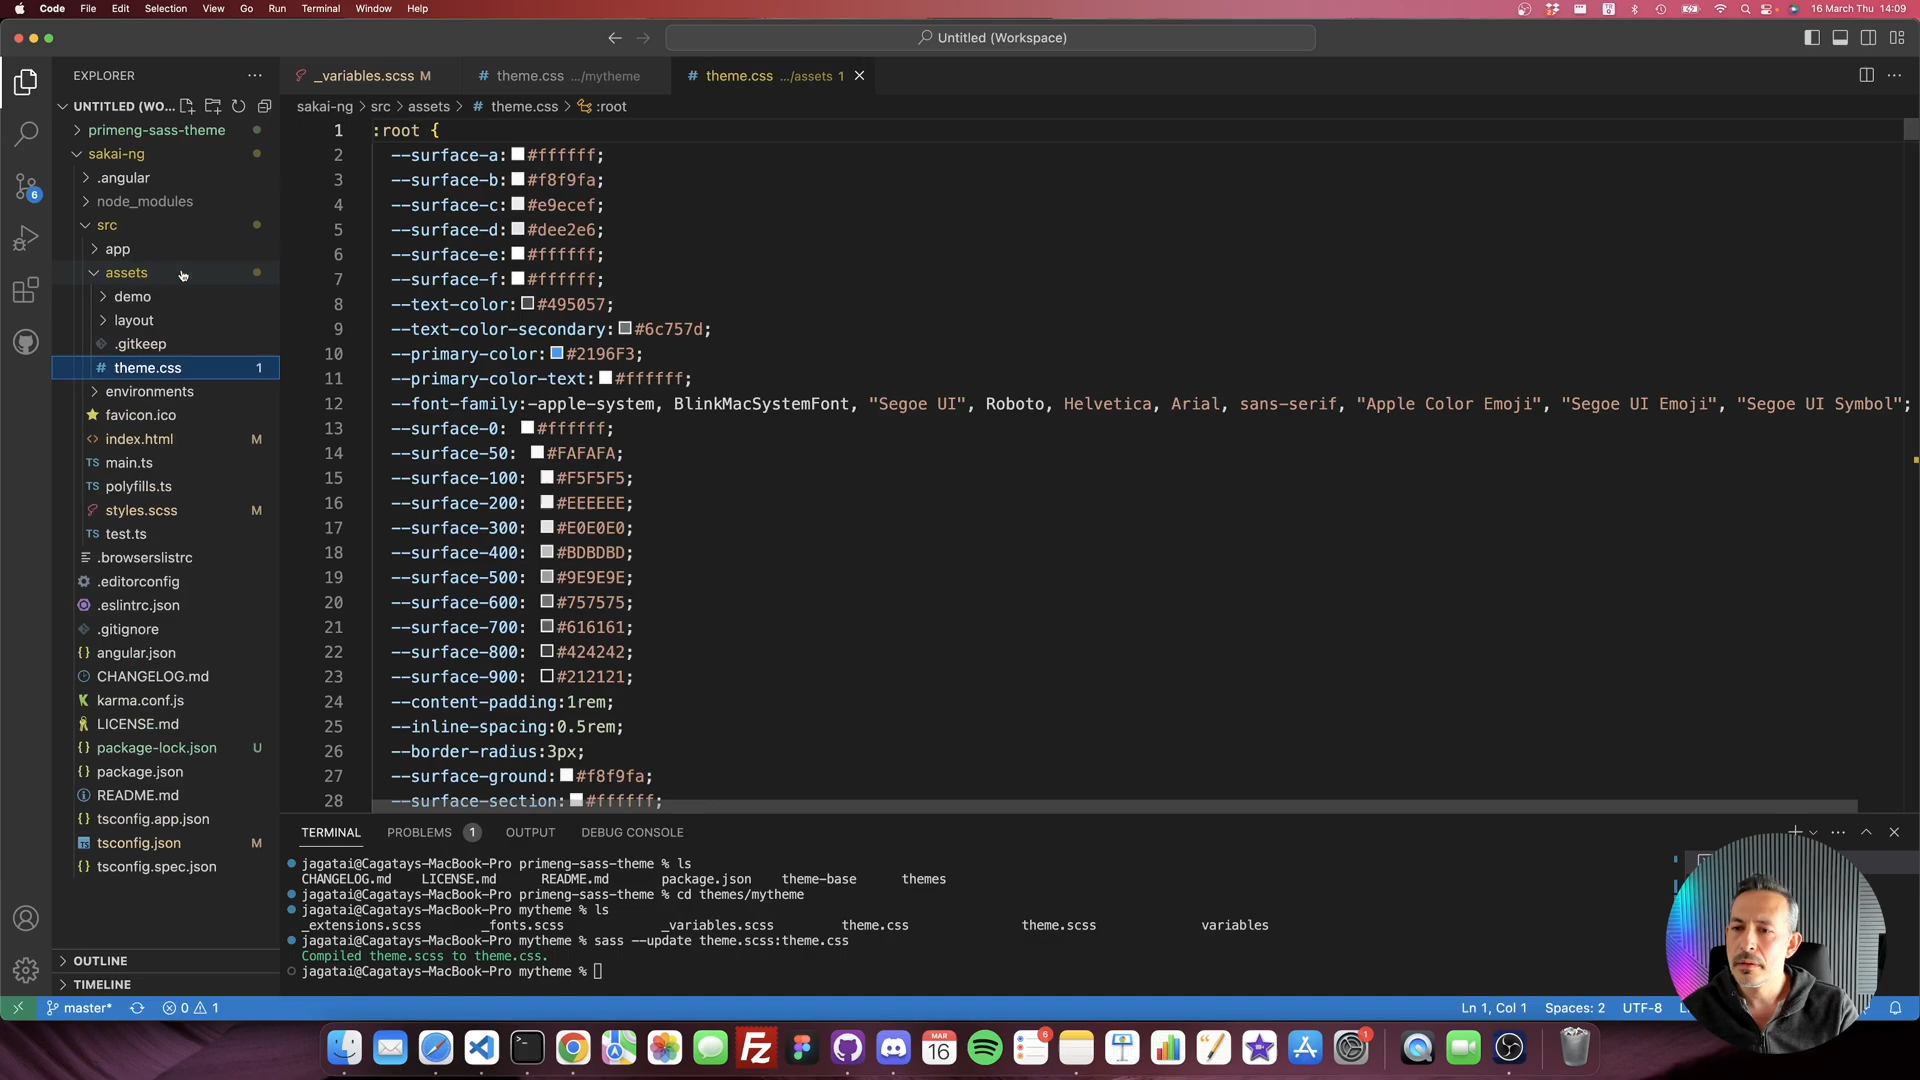 Code File Edit Selection View Go Run Terminal Window Help
16 March Thu 14:09
Untitled (Workspace)
EXPLORER
UNTITLED (WO...
primeng-sass-theme
sakai-ng
.angular
node_modules
src
app
assets
demo
layout
.gitkeep
theme.css 1
environments
favicon.ico
index.html M
main.ts
polyfills.ts
styles.scss M
test.ts
.browserslistrc
.editorconfig
.eslintrc.json
.gitignore
angular.json
CHANGELOG.md
karma.conf.js
LICENSE.md
package-lock.json U
package.json
README.md
tsconfig.app.json
tsconfig.json M
tsconfig.spec.json
OUTLINE
TIMELINE
6
_variables.scss M
theme.css .../mytheme
theme.css .../assets 1
sakai-ng > src > assets > # theme.css > :root
1 :root {
2 --surface-a: #ffffff;
3 --surface-b: #f8f9fa;
4 --surface-c: #e9ecef;
5 --surface-d: #dee2e6;
6 --surface-e: #ffffff;
7 --surface-f: #ffffff;
8 --text-color: #495057;
9 --text-color-secondary: #6c757d;
10 --primary-color: #2196F3;
11 --primary-color-text: #ffffff;
12 --font-family:-apple-system, BlinkMacSystemFont, "Segoe UI", Roboto, Helvetica, Arial, sans-serif, "Apple Color Emoji", "Segoe UI Emoji", "Segoe UI Symbol";
13 --surface-0: #ffffff;
14 --surface-50: #FAFAFA;
15 --surface-100: #F5F5F5;
16 --surface-200: #EEEEEE;
17 --surface-300: #E0E0E0;
18 --surface-400: #BDBDBD;
19 --surface-500: #9E9E9E;
20 --surface-600: #757575;
21 --surface-700: #616161;
22 --surface-800: #424242;
23 --surface-900: #212121;
24 --content-padding:1rem;
25 --inline-spacing:0.5rem;
26 --border-radius:3px;
27 --surface-ground: #f8f9fa;
28 --surface-section: #ffffff;
TERMINAL PROBLEMS 1 OUTPUT DEBUG CONSOLE
jagatai@Cagatays-MacBook-Pro primeng-sass-theme % ls
CHANGELOG.md LICENSE.md README.md package.json theme-base themes
jagatai@Cagatays-MacBook-Pro primeng-sass-theme % cd themes/mytheme
jagatai@Cagatays-MacBook-Pro mytheme % ls
_extensions.scss _fonts.scss _variables.scss theme.css theme.scss variables
jagatai@Cagatays-MacBook-Pro mytheme % sass --update theme.scss:theme.css
Compiled theme.scss to theme.css.
jagatai@Cagatays-MacBook-Pro mytheme %
master* 0 1
Ln 1, Col 1 Spaces: 2 UTF-8
Fz
MAR
16
6
1